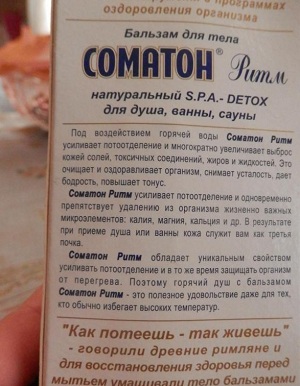 программах
оздоровления организма
Бальзам для тела
СОМАТОН® Ритм
натуральный S.P.A.- DETOX
для душа, ванны, сауны
Под воздействием горячей воды Соматон Ритм
усиливает потоотделение и многократно увеличивает выброс
кожей солей, токсичных соединений, жиров и жидкостей. Это
очищает и оздоравливает организм, снимает усталость, дает
бодрость, повышает тонус.
Соматон Ритм усиливает потоотделение и одновременно
препятствует удалению из организма жизненно важных
микроэлементов: калия, магния, кальция и др. В результате
при приеме душа или ванны кожа служит вам как третья
почка.
Соматон Ритм обладает уникальным свойством
усиливать потоотделение и в то же время защищать организм
от перегрева. Поэтому горячий душ с бальзамом
Соматон Ритм - это полезное удовольствие даже для тех,
кто обычно избегает высоких температур.
"Как потеешь - так живешь"
- говорили древние римляне и
для восстановления здоровья перед
мытьем умащивали тело бальзамами